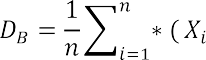 D_B = \frac{1}{n} \sum_{i=1}^{n} * ( X_i